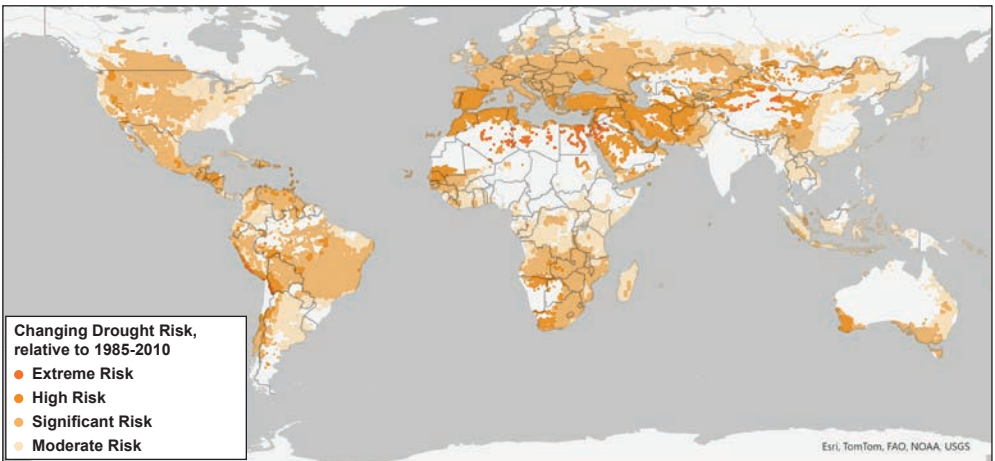 Changing Drought Risk,
relative to 1985-2010
Extreme Risk
High Risk
Significant Risk
Moderate Risk
Esri, TomTom, FAO, NOAA, USGS